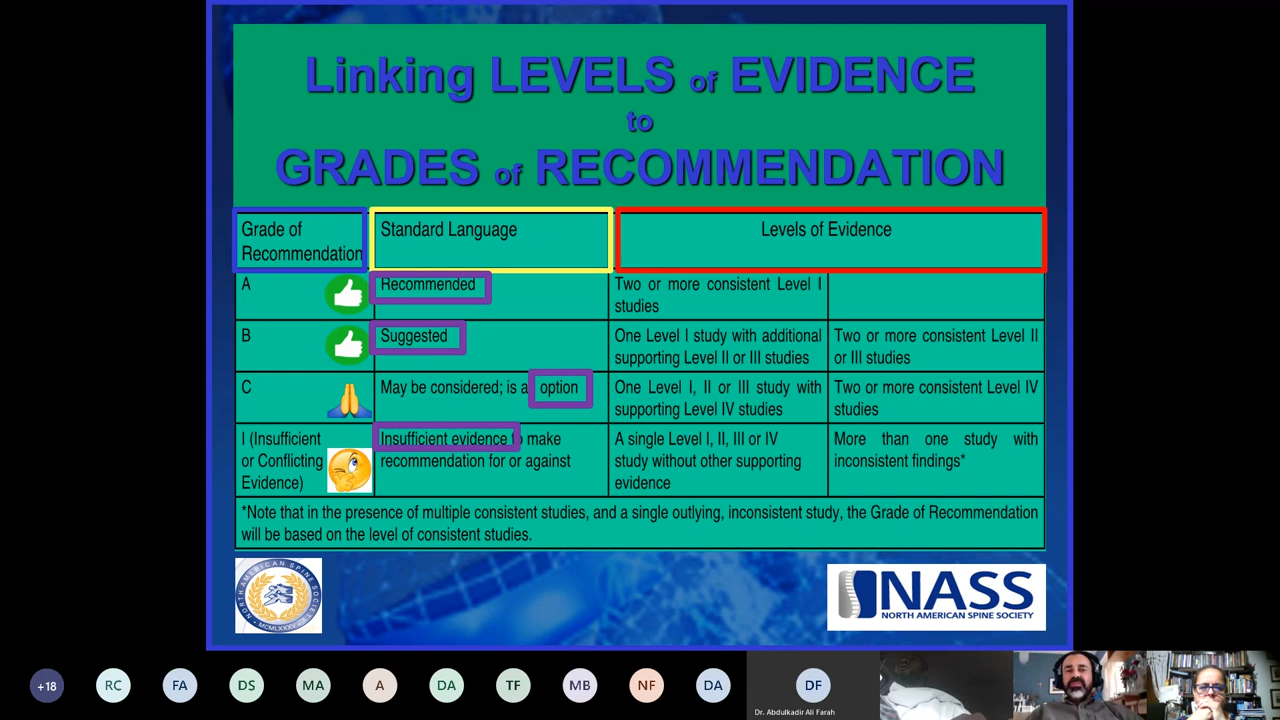 Linking LEVELS of EVIDENCE
to
GRADES of RECOMMENDATION
Grade of
Recommendation
Standard Language
Levels of Evidence
A
Recommended
Two or more consistent Level I
studies
B
Suggested
One Level I study with additional
supporting Level II or III studies
Two or more consistent Level II
or III studies
C
May be considered; is a option
One Level I, II or III study with
supporting Level IV studies
Two or more consistent Level IV
studies
I (Insufficient
or Conflicting
Evidence)
Insufficient evidence to make
recommendation for or against
A single Level I, II, III or IV
study without other supporting
evidence
More than one study with
inconsistent findings*
*Note that in the presence of multiple consistent studies, and a single outlying, inconsistent study, the Grade of Recommendation
will be based on the level of consistent studies.
NORTH AMERICAN SPINE SOCIETY
MCMLXXXV
NASS
NORTH AMERICAN SPINE SOCIETY
+18 RC FA DS MA A DA TF MB NF DA DF
Dr. Abdulkadir Ali Farah